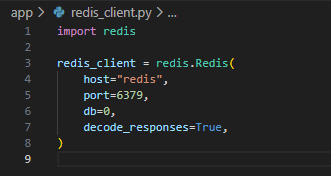 app > redis_client.py > ...
1 import redis
2
3 redis_client = redis.Redis(
4     host="redis",
5     port=6379,
6     db=0,
7     decode_responses=True,
8 )
9